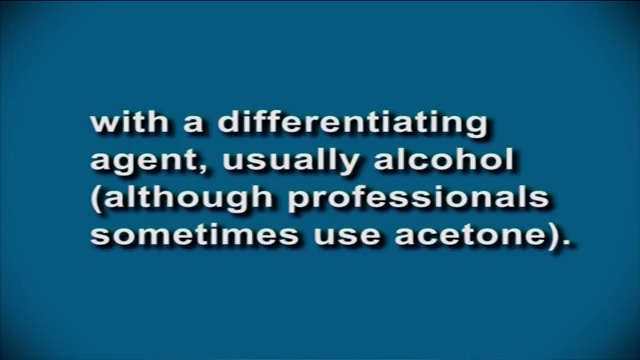 with a differentiating
agent, usually alcohol
(although professionals
sometimes use acetone).